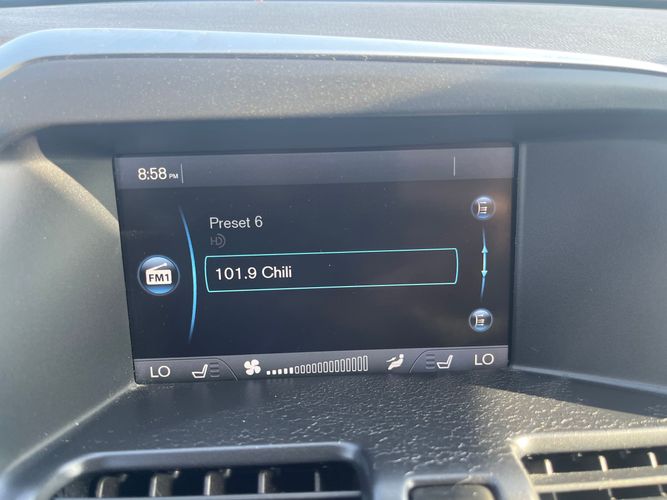 8:58 PM
Preset 6
HD
FM1
101.9 Chili
LO
LO